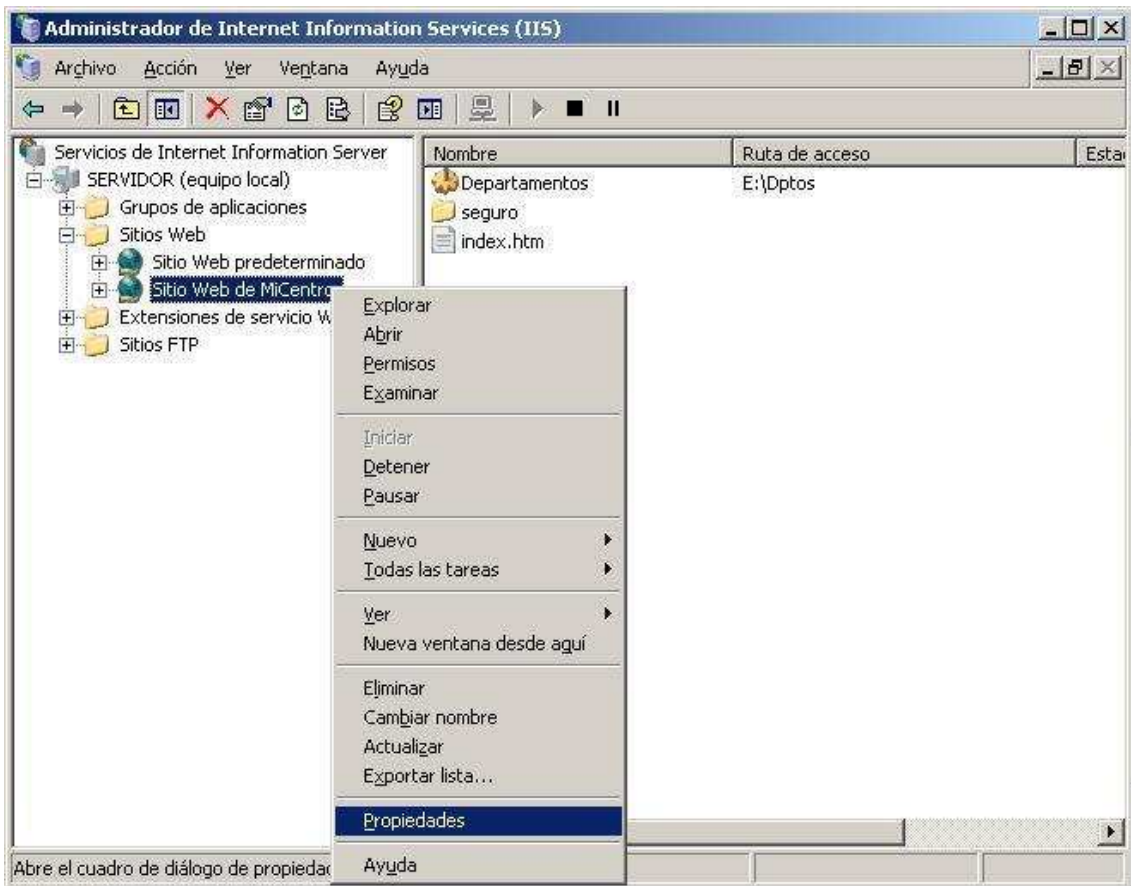 Administrador de Internet Information Services (IIS)
Archivo Acción Ver Ventana Ayuda
Servicios de Internet Information Server
SERVIDOR (equipo local)
Grupos de aplicaciones
Sitios Web
Sitio Web predeterminado
Sitio Web de MiCentro
Extensiones de servicio W
Sitios FTP
Nombre Ruta de acceso Esta
Departamentos E:\Dptos
seguro
index.htm
Explorar
Abrir
Permisos
Examinar
Iniciar
Detener
Pausar
Nuevo
Todas las tareas
Ver
Nueva ventana desde aquí
Eliminar
Cambiar nombre
Actualizar
Exportar lista...
Propiedades
Ayuda
Abre el cuadro de diálogo de propiedad